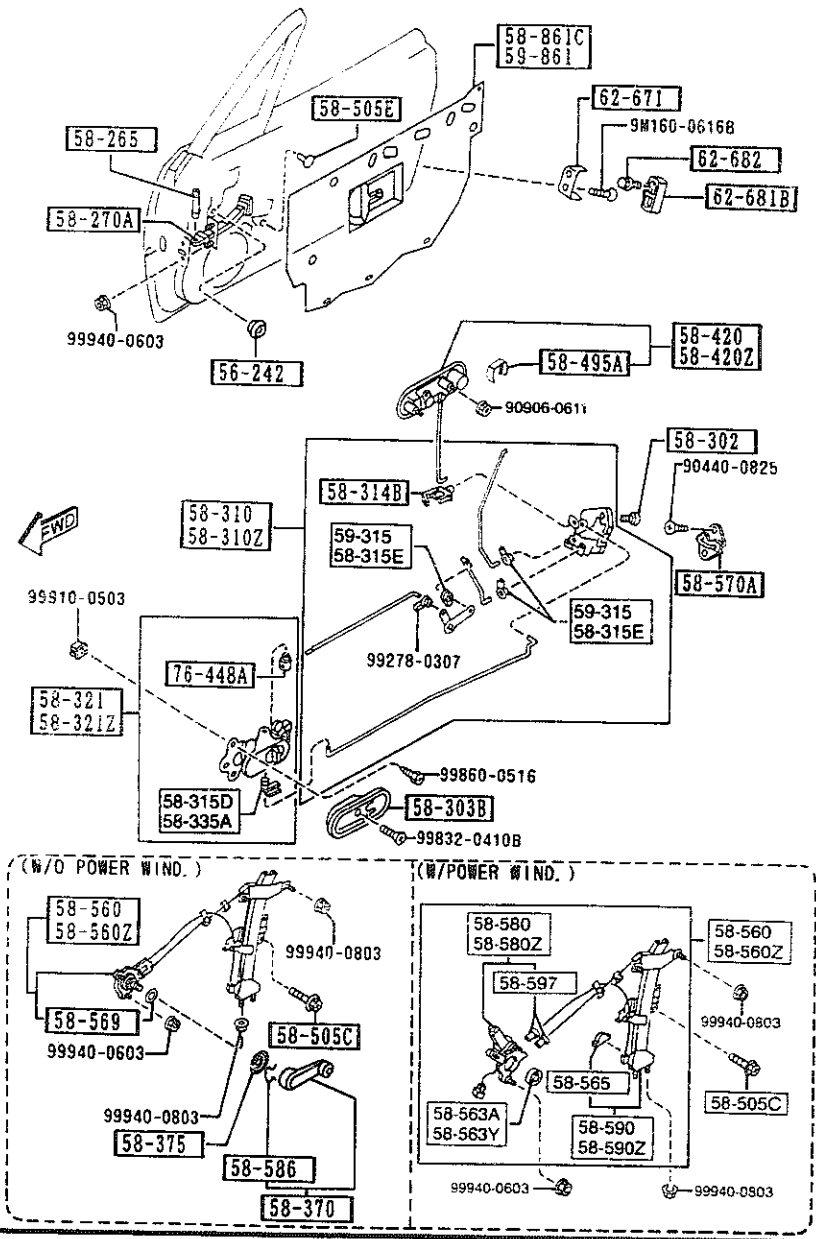 58-861C
59-861
62-671
58-505E
9M160-0616B
58-265
62-682
62-681B
58-270A
99940-0603
56-242
58-420
58-420Z
58-495A
90906-0611
58-302
90440-0825
58-314B
58-310
58-310Z
FWD
59-315
58-315E
58-570A
99910-0503
59-315
58-315E
99278-0307
76-448A
58-321
58-321Z
99860-0516
58-315D
58-335A
58-303B
99832-0410B
(W/O POWER WIND.)
(W/POWER WIND.)
58-560
58-560Z
58-580
58-580Z
58-560
58-560Z
99940-0803
58-597
58-569
58-505C
99940-0803
99940-0603
58-565
58-505C
99940-0803
58-563A
58-563Y
58-590
58-590Z
58-375
58-586
99940-0603
99940-0803
58-370